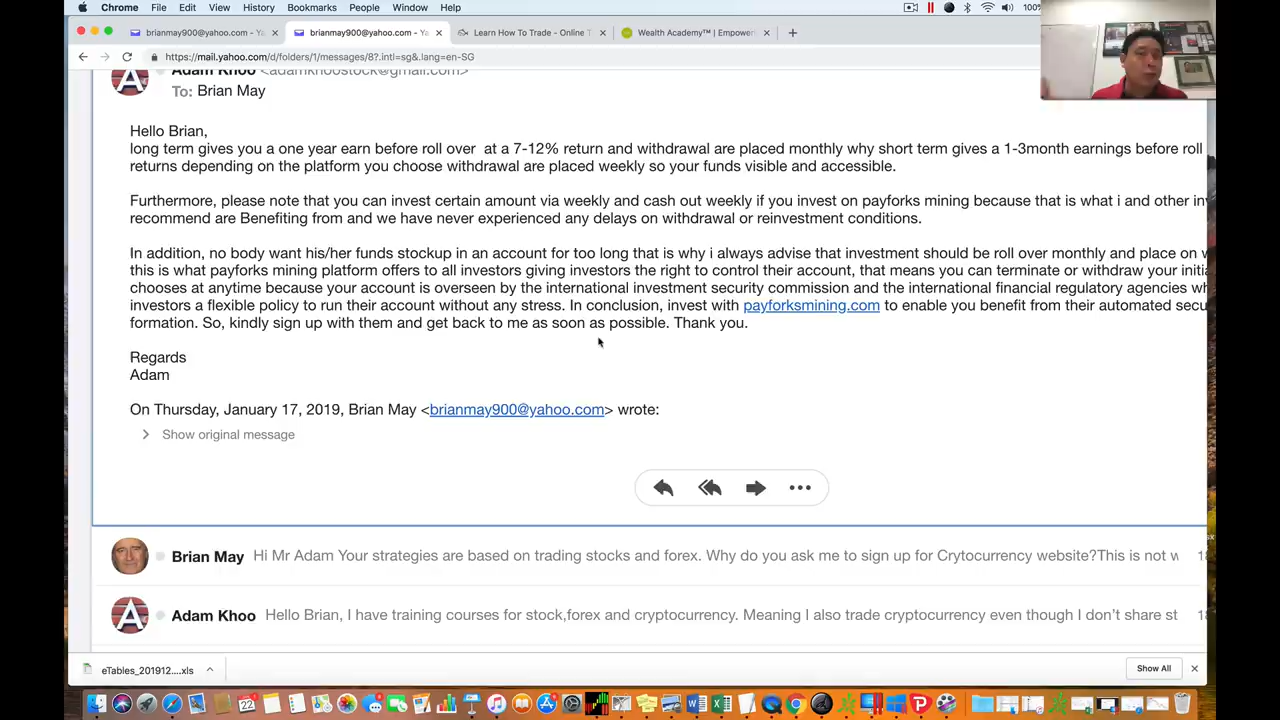 Chrome File Edit View History Bookmarks People Window Help 100%
brianmay900@yahoo.com - Ya
brianmay900@yahoo.com - Y
rn How To Trade - Online T
Wealth Academy™ | Empower
https://mail.yahoo.com/d/folders/1/messages/8?.intl=sg&.lang=en-SG
Adam Khoo <adamkhoostock@gmail.com>
To: Brian May
Hello Brian,
long term gives you a one year earn before roll over at a 7-12% return and withdrawal are placed monthly why short term gives a 1-3month earnings before roll
returns depending on the platform you choose withdrawal are placed weekly so your funds visible and accessible.
Furthermore, please note that you can invest certain amount via weekly and cash out weekly if you invest on payforks mining because that is what i and other inv
recommend are Benefiting from and we have never experienced any delays on withdrawal or reinvestment conditions.
In addition, no body want his/her funds stockup in an account for too long that is why i always advise that investment should be roll over monthly and place on w
this is what payforks mining platform offers to all investors giving investors the right to control their account, that means you can terminate or withdraw your initia
chooses at anytime because your account is overseen by the international investment security commission and the international financial regulatory agencies wh
investors a flexible policy to run their account without any stress. In conclusion, invest with payforksmining.com to enable you benefit from their automated secu
formation. So, kindly sign up with them and get back to me as soon as possible. Thank you.
Regards
Adam
On Thursday, January 17, 2019, Brian May <brianmay900@yahoo.com> wrote:
Show original message
Brian May Hi Mr Adam Your strategies are based on trading stocks and forex. Why do you ask me to sign up for Crytocurrency website?This is not w
Adam Khoo Hello Brian, I have training courses for stock,forex and cryptocurrency. Meaning I also trade cryptocurrency even though I don't share st
eTables_201912....xls
Show All